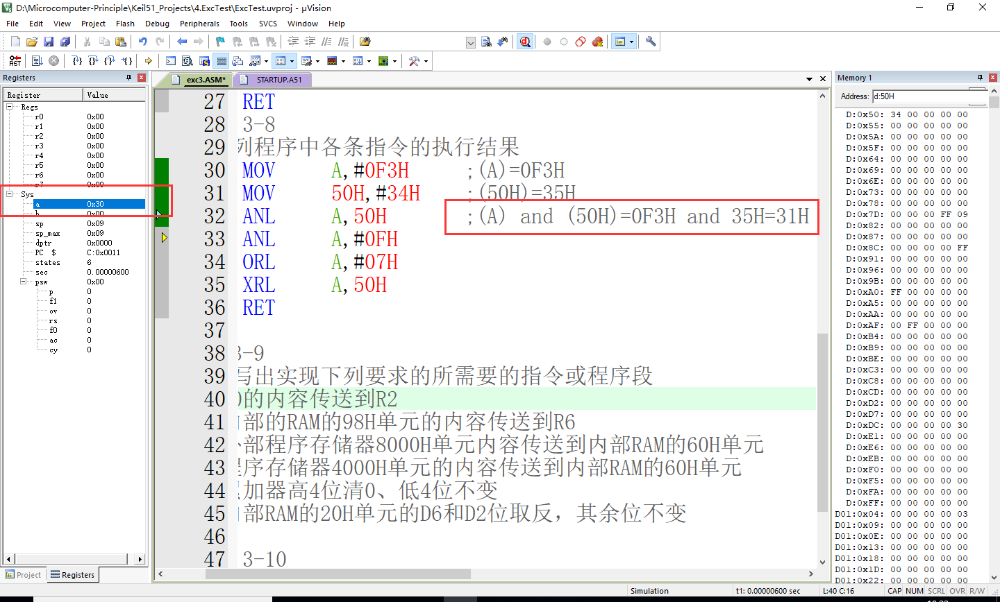 D:\Microcomputer-Principle\Keil51_Projects\4.ExcTest\ExcTest.uvproj - µVision
File Edit View Project Flash Debug Peripherals Tools SVCS Window Help
Registers
Register Value
Regs
r0 0x00
r1 0x00
r2 0x00
r3 0x00
r4 0x00
r5 0x00
r6 0x00
r7 0x00
Sys
a 0x30
b 0x00
sp 0x09
sp_max 0x09
dptr 0x0000
PC $ C:0x0011
states 6
sec 0.00000600
psw 0x00
p 0
f1 0
ov 0
rs 0
f0 0
ac 0
cy 0
Project Registers
exc3.ASM* STARTUP.A51
27 RET
28 3-8
29 列程序中各条指令的执行结果
30 MOV A,#0F3H ;(A)=0F3H
31 MOV 50H,#34H ;(50H)=35H
32 ANL A,50H ;(A) and (50H)=0F3H and 35H=31H
33 ANL A,#0FH
34 ORL A,#07H
35 XRL A,50H
36 RET
37
38 3-9
39 写出实现下列要求的所需要的指令或程序段
40 0的内容传送到R2
41 内部的RAM的98H单元的内容传送到R6
42 外部程序存储器8000H单元内容传送到内部RAM的60H单元
43 程序存储器4000H单元的内容传送到内部RAM的60H单元
44 累加器高4位清0、低4位不变
45 内部RAM的20H单元的D6和D2位取反，其余位不变
46
47 3-10
Memory 1
Address: d:50H
D:0x50: 34 00 00 00 00
D:0x55: 00 00 00 00 00
D:0x5A: 00 00 00 00 00
D:0x5F: 00 00 00 00 00
D:0x64: 00 00 00 00 00
D:0x69: 00 00 00 00 00
D:0x6E: 00 00 00 00 00
D:0x73: 00 00 00 00 00
D:0x78: 00 00 00 00 00
D:0x7D: 00 00 00 FF 09
D:0x82: 00 00 00 00 00
D:0x87: 00 00 00 00 00
D:0x8C: 00 00 00 00 FF
D:0x91: 00 00 00 00 00
D:0x96: 00 00 00 00 00
D:0x9B: 00 00 00 00 00
D:0xA0: FF 00 00 00 00
D:0xA5: 00 00 00 00 00
D:0xAA: 00 00 00 00 00
D:0xAF: 00 FF 00 00 00
D:0xB4: 00 00 00 00 00
D:0xB9: 00 00 00 00 00
D:0xBE: 00 00 00 00 00
D:0xC3: 00 00 00 00 00
D:0xC8: 00 00 00 00 00
D:0xCD: 00 00 00 00 00
D:0xD2: 00 00 00 00 00
D:0xD7: 00 00 00 00 00
D:0xDC: 00 00 00 00 30
D:0xE1: 00 00 00 00 00
D:0xE6: 00 00 00 00 00
D:0xEB: 00 00 00 00 00
D:0xF0: 00 00 00 00 00
D:0xF5: 00 00 00 00 00
D:0xFA: 00 00 00 00 00
D:0xFF: 00 00 00 00 00
D01:0x04: 00 00 00 00 03
D01:0x09: 00 00 00 00 00
D01:0x0E: 00 00 00 00 00
D01:0x13: 00 00 00 00 00
D01:0x18: 00 00 00 00 00
D01:0x1D: 00 00 00 00 00
D01:0x22: 00 00 00 00 00
Simulation t1: 0.00000600 sec L:40 C:16 CAP NUM SCRL OVR R/W